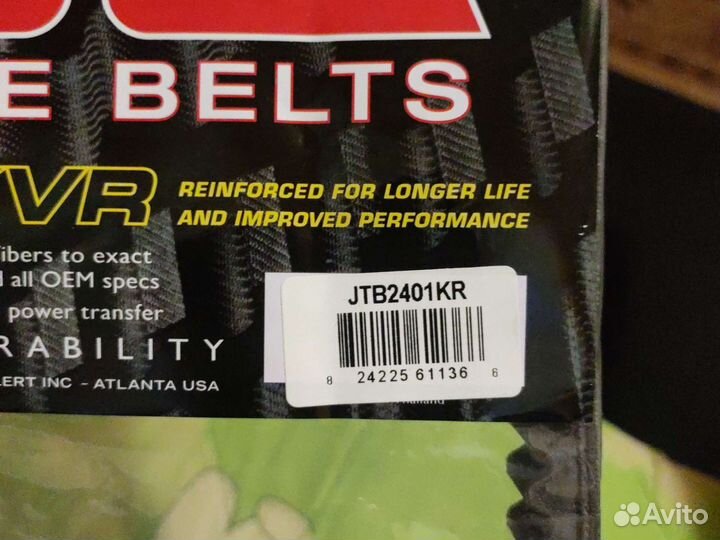 E BELTS
VR REINFORCED FOR LONGER LIFE
AND IMPROVED PERFORMANCE
ibers to exact
all OEM specs
power transfer
RABILITY
LERT INC - ATLANTA USA
JTB2401KR
8 24225 61136 6
Avito